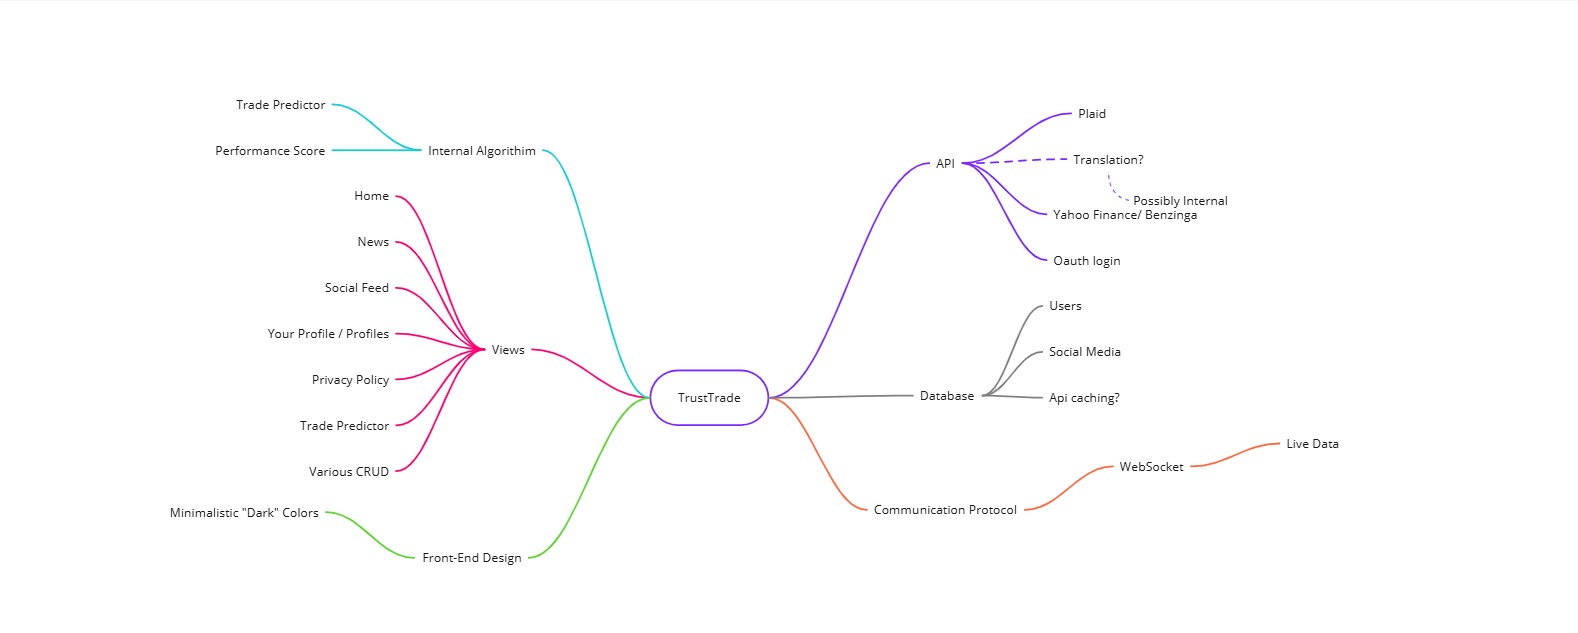 Trade Predictor
Performance Score
Internal Algorithim
Home
News
Social Feed
Your Profile / Profiles
Privacy Policy
Trade Predictor
Various CRUD
Views
Minimalistic "Dark" Colors
Front-End Design
TrustTrade
API
Plaid
Translation?
Possibly Internal
Yahoo Finance/ Benzinga
Oauth login
Database
Users
Social Media
Api caching?
Communication Protocol
WebSocket
Live Data